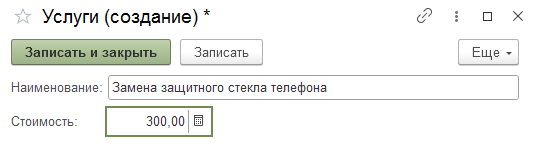 Услуги (создание) *
Записать и закрыть Записать Еще
Наименование: Замена защитного стекла телефона
Стоимость: 300,00